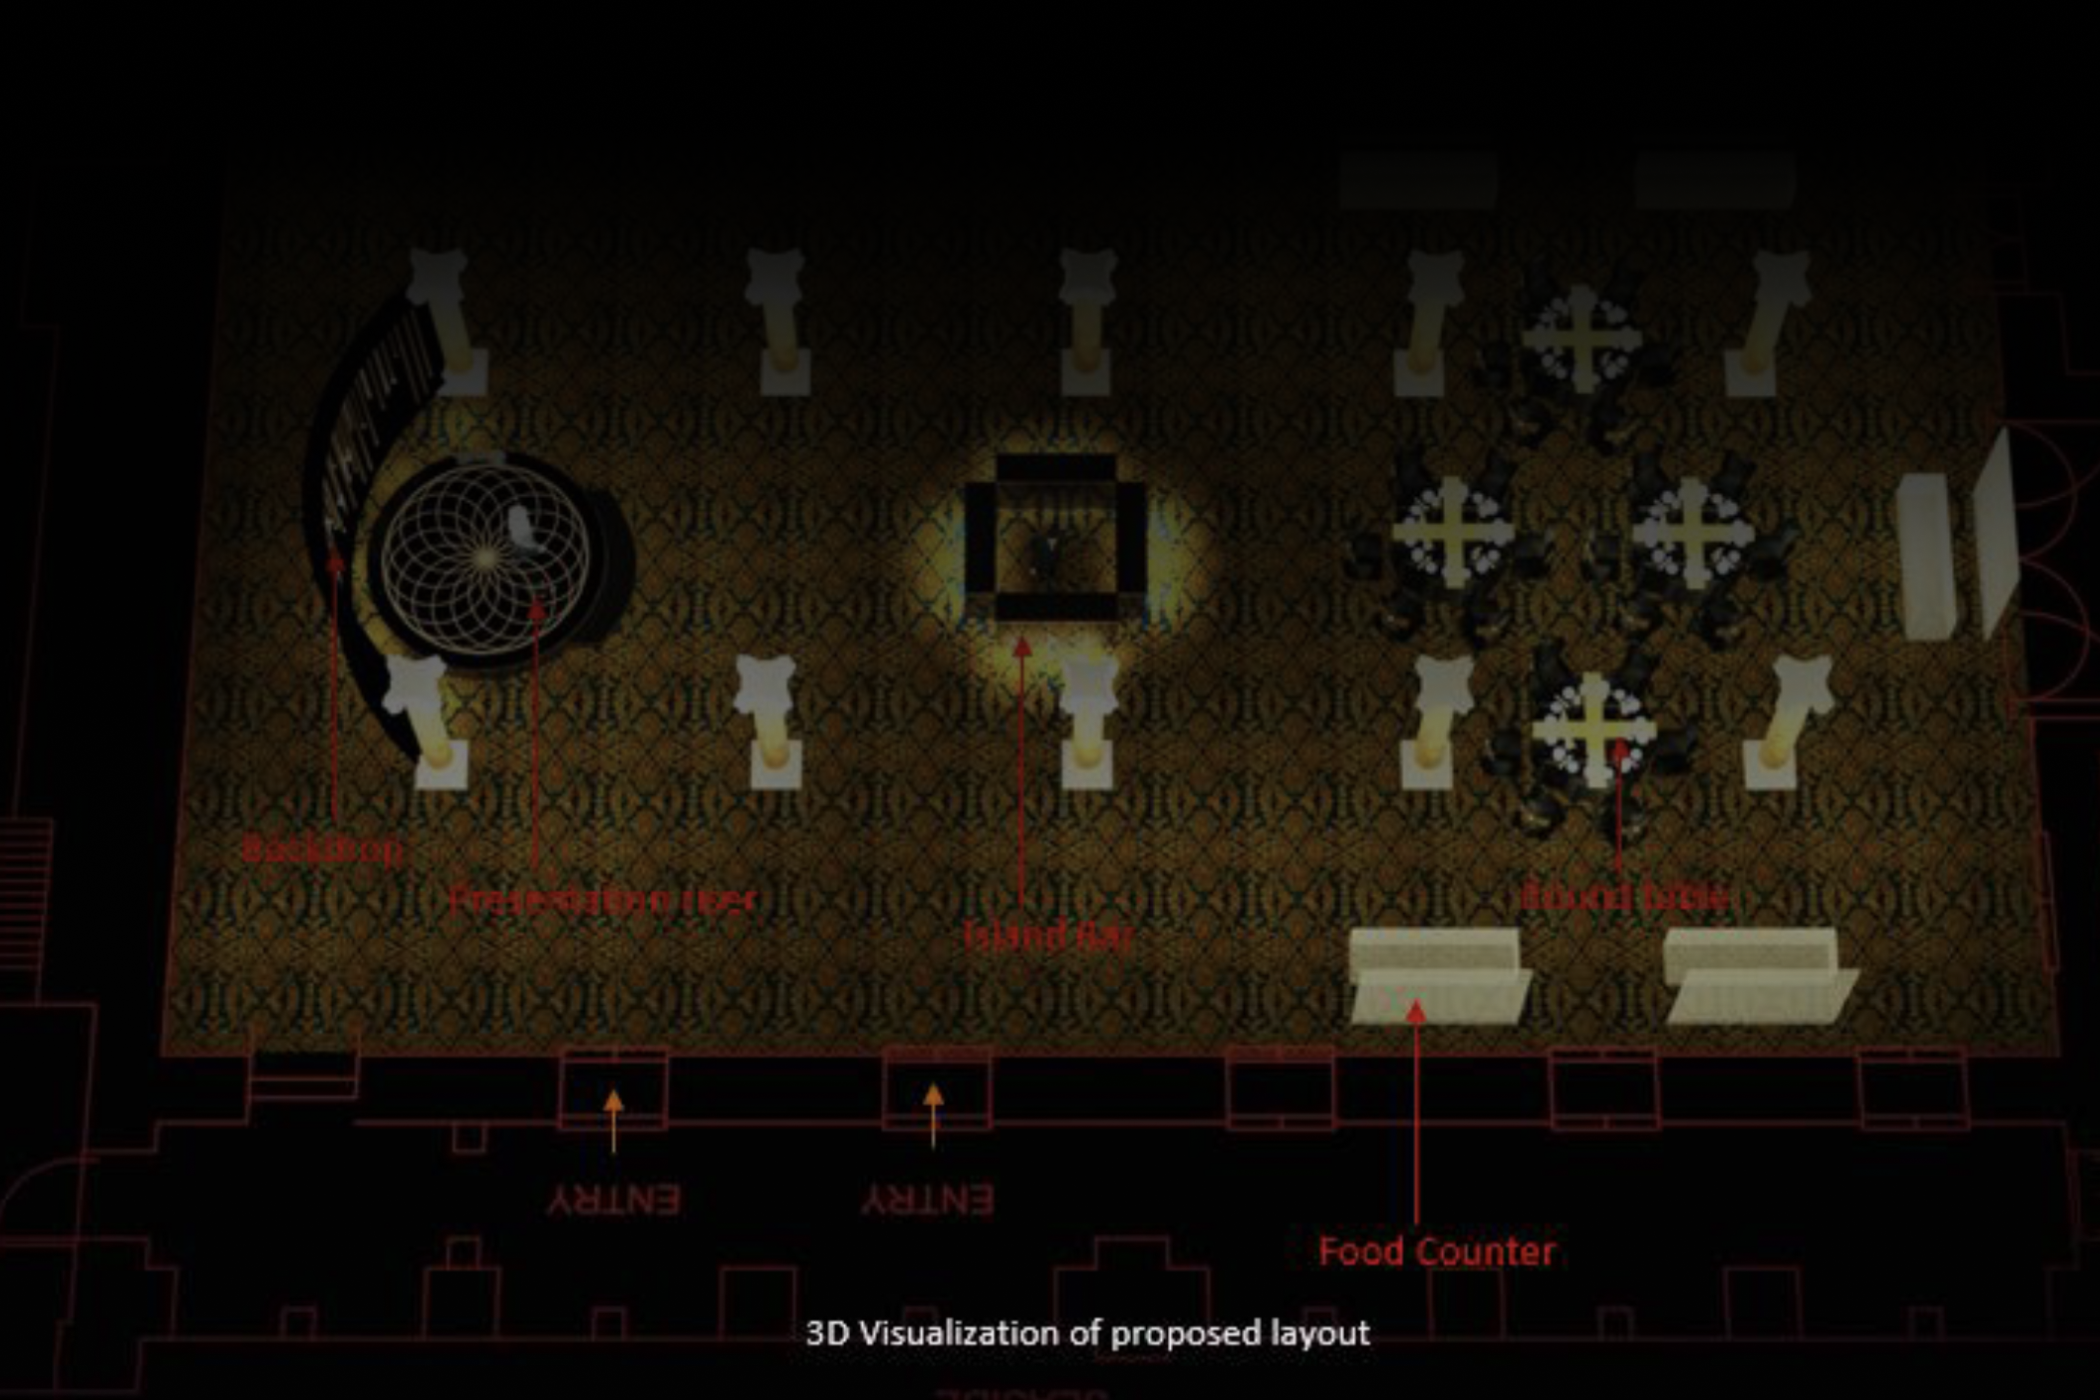 Backdrop
Presentation riser
Island Bar
Round table
ENTRY
ENTRY
Food Counter
3D Visualization of proposed layout